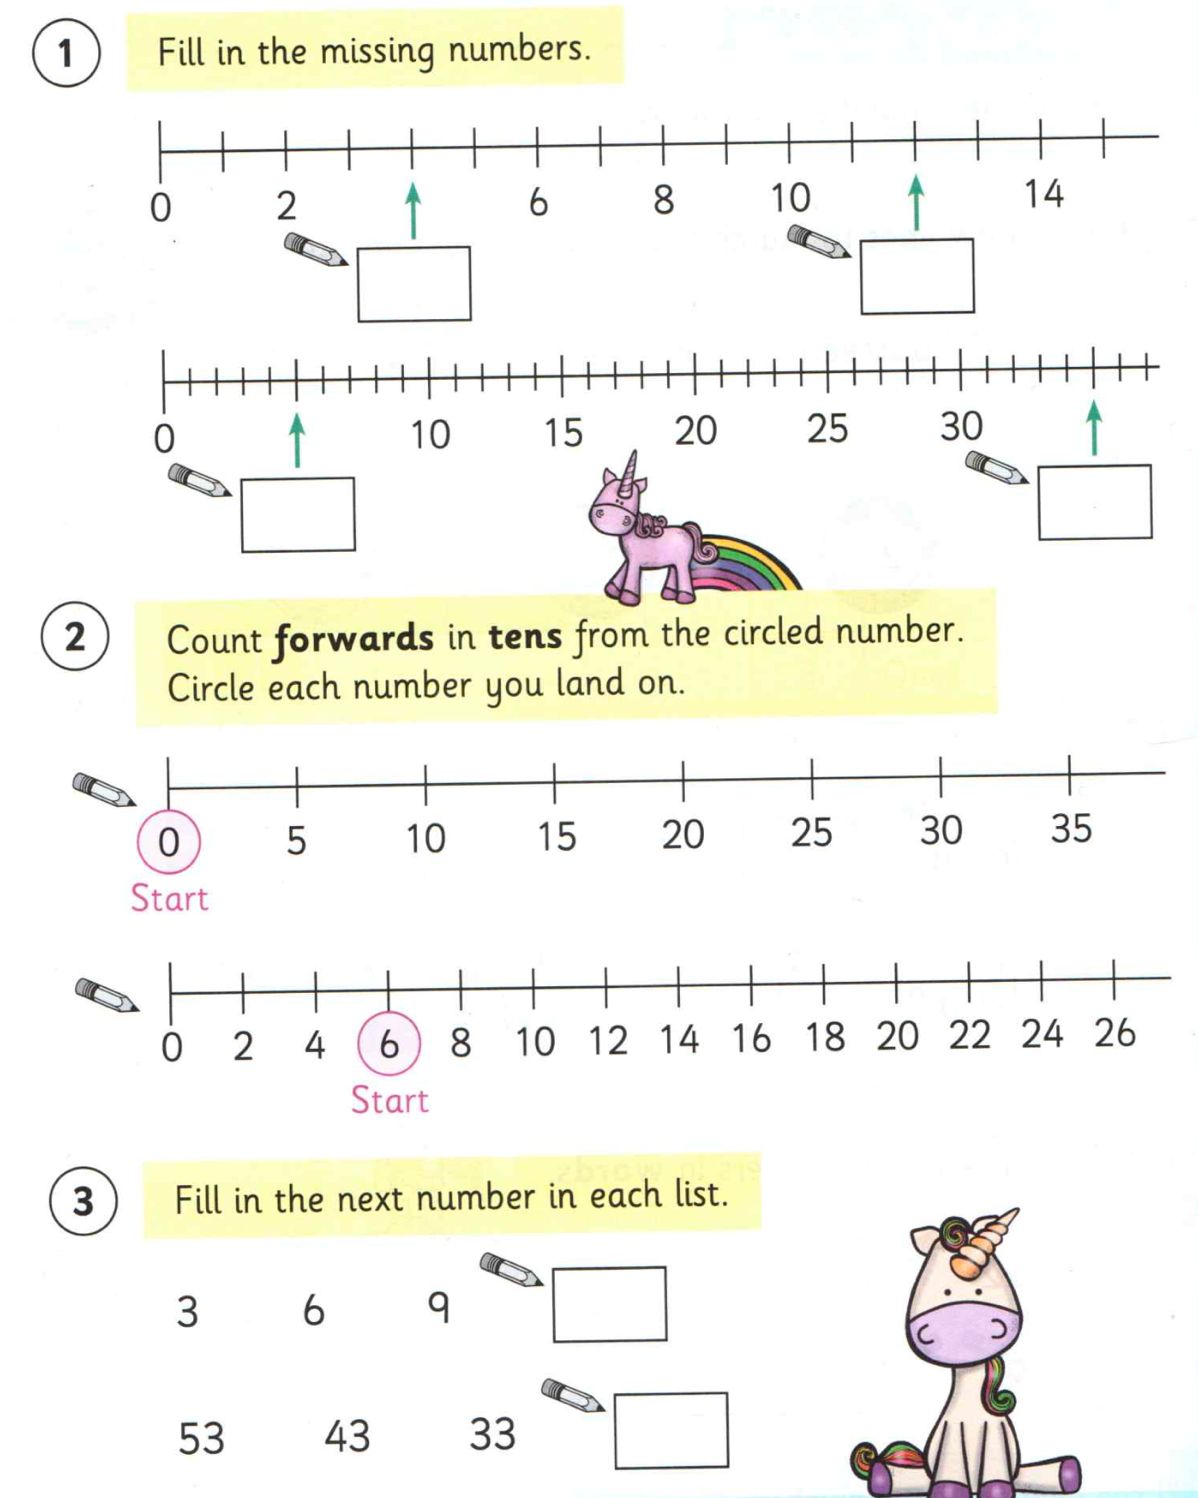 1
Fill in the missing numbers.
0 2 6 8 10 14
0 10 15 20 25 30
2
Count forwards in tens from the circled number.
Circle each number you land on.
0 5 10 15 20 25 30 35
Start
0 2 4 6 8 10 12 14 16 18 20 22 24 26
Start
3
Fill in the next number in each list.
3 6 9
53 43 33